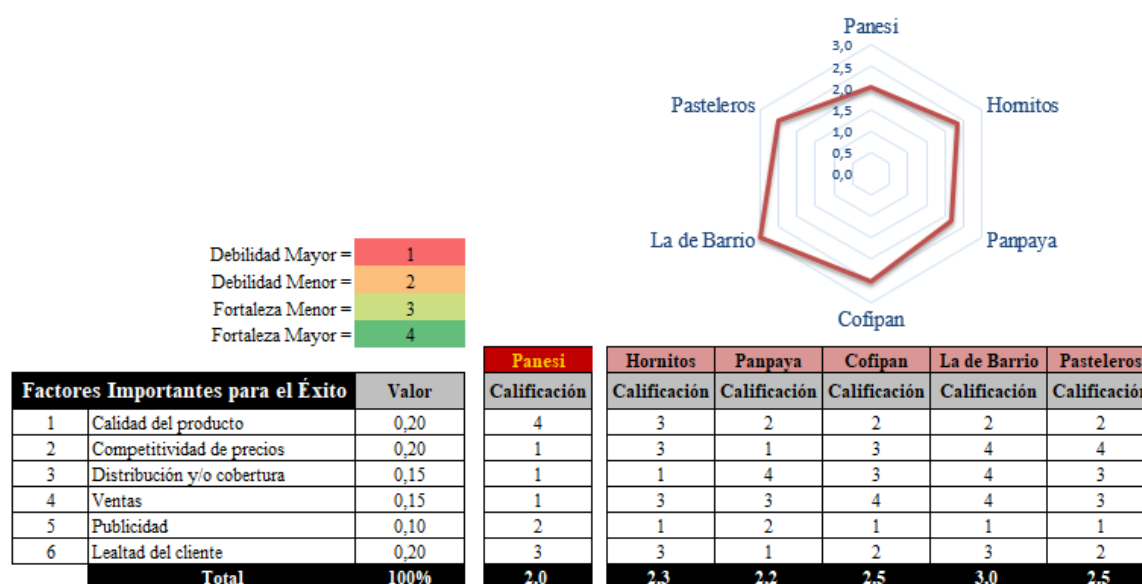 Panesi
3,0
2,5
2,0
1,5
1,0
0,5
0,0
Pasteleros
Hornitos
La de Barrio
Panpaya
Cofipan
Debilidad Mayor = 1
Debilidad Menor = 2
Fortaleza Menor = 3
Fortaleza Mayor = 4
Panesi Hornitos Panpaya Cofipan La de Barrio Pasteleros
Factores Importantes para el Éxito Valor Calificación Calificación Calificación Calificación Calificación Calificación
1 Calidad del producto 0,20 4 3 2 2 2 2
2 Competitividad de precios 0,20 1 3 1 3 4 4
3 Distribución y/o cobertura 0,15 1 1 4 3 4 3
4 Ventas 0,15 1 3 3 4 4 3
5 Publicidad 0,10 2 1 2 1 1 1
6 Lealtad del cliente 0,20 3 3 1 2 3 2
Total 100% 2,0 2,3 2,2 2,5 3,0 2,5